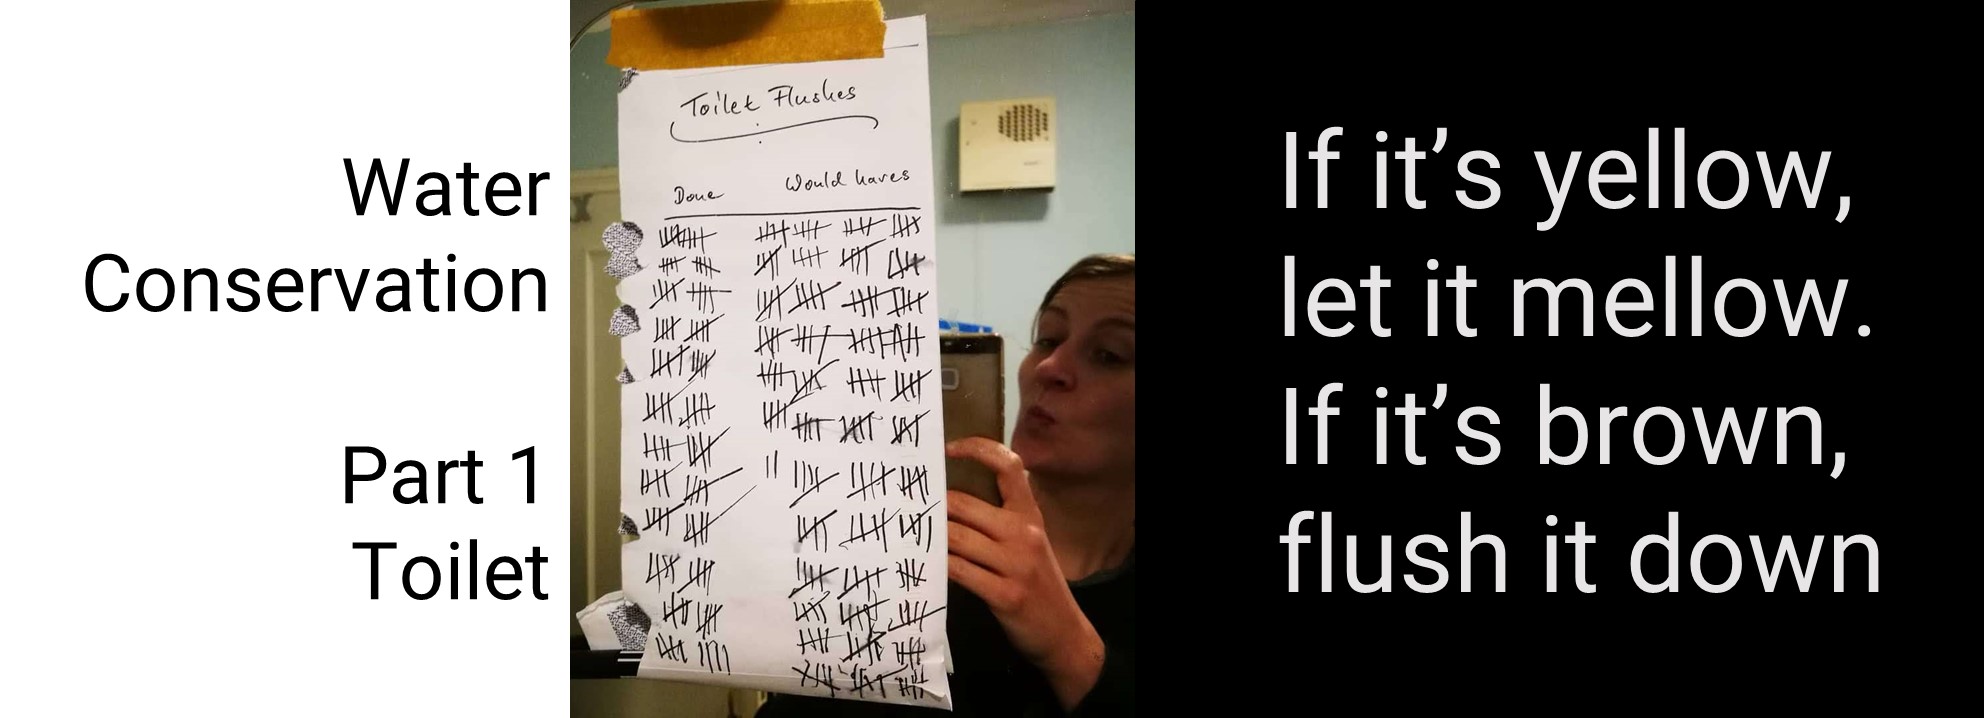 Water
Conservation
Part 1
Toilet
Toilet Flushes
Done Would haves
If it’s yellow,
let it mellow.
If it’s brown,
flush it down